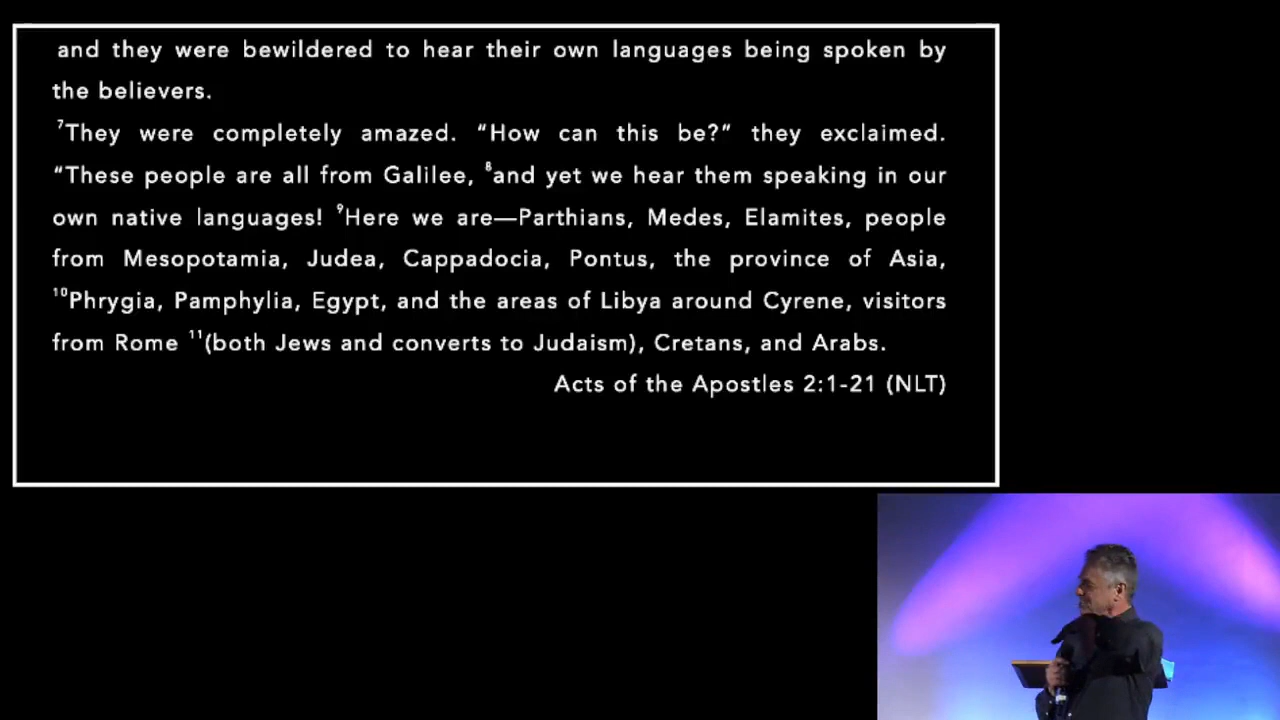 and they were bewildered to hear their own languages being spoken by
the believers.
⁷They were completely amazed. “How can this be?” they exclaimed.
“These people are all from Galilee, ⁸and yet we hear them speaking in our
own native languages! ⁹Here we are—Parthians, Medes, Elamites, people
from Mesopotamia, Judea, Cappadocia, Pontus, the province of Asia,
¹⁰Phrygia, Pamphylia, Egypt, and the areas of Libya around Cyrene, visitors
from Rome ¹¹(both Jews and converts to Judaism), Cretans, and Arabs.
Acts of the Apostles 2:1-21 (NLT)